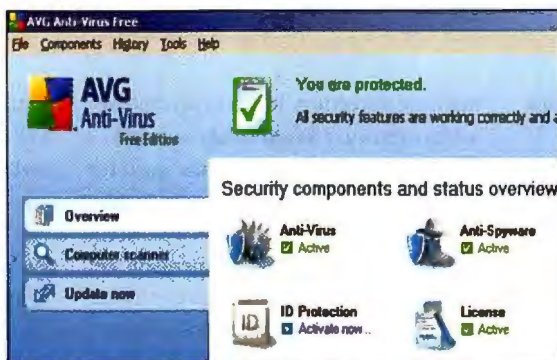 AVG Anti-Virus Free
File Components History Tools Help
AVG
Anti-Virus
Free Edition
You are protected.
All security features are working correctly and a
Security components and status overview
Overview
Computer scanner
Update now
Anti-Virus
Active
Anti-Spyware
Active
ID
ID Protection
Activate now...
License
Active